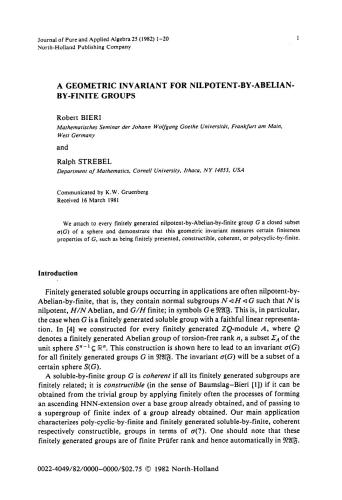 Journal of Pure and Applied Algebra 25 (1982) 1–20
1
North-Holland Publishing Company
A GEOMETRIC INVARIANT FOR NILPOTENT-BY-ABELIAN-
BY-FINITE GROUPS
Robert BIERI
Mathematisches Seminar der Johann Wolfgang Goethe Universität, Frankfurt am Main,
West Germany
and
Ralph STREBEL
Department of Mathematics, Cornell University, Ithaca, NY 14853, USA
Communicated by K.W. Gruenberg
Received 16 March 1981
We attach to every finitely generated nilpotent-by-Abelian-by-finite group G a closed subset
σ(G) of a sphere and demonstrate that this geometric invariant measures certain finiteness
properties of G, such as being finitely presented, constructible, coherent, or polycyclic-by-finite.
Introduction
Finitely generated soluble groups occurring in applications are often nilpotent-by-
Abelian-by-finite, that is, they contain normal subgroups N◁H◁G such that N is
nilpotent, H/N Abelian, and G/H finite; in symbols G∈𝔑𝔄𝔉. This is, in particular,
the case when G is a finitely generated soluble group with a faithful linear representa-
tion. In [4] we constructed for every finitely generated ℤQ-module A, where Q
denotes a finitely generated Abelian group of torsion-free rank n, a subset Σ_A of the
unit sphere S^{n-1}⊆ℝ^n. This construction is shown here to lead to an invariant σ(G)
for all finitely generated groups G in 𝔑𝔄𝔉. The invariant σ(G) will be a subset of a
certain sphere S(G).
A soluble-by-finite group G is coherent if all its finitely generated subgroups are
finitely related; it is constructible (in the sense of Baumslag–Bieri [1]) if it can be
obtained from the trivial group by applying finitely often the processes of forming
an ascending HNN-extension over a base group already obtained, and of passing to
a supergroup of finite index of a group already obtained. Our main application
characterizes poly-cyclic-by-finite and finitely generated soluble-by-finite, coherent
respectively constructible, groups in terms of σ(?). One should note that these
finitely generated groups are of finite Prüfer rank and hence automatically in 𝔑𝔄𝔉.
0022-4049/82/0000-0000/$02.75 © 1982 North-Holland